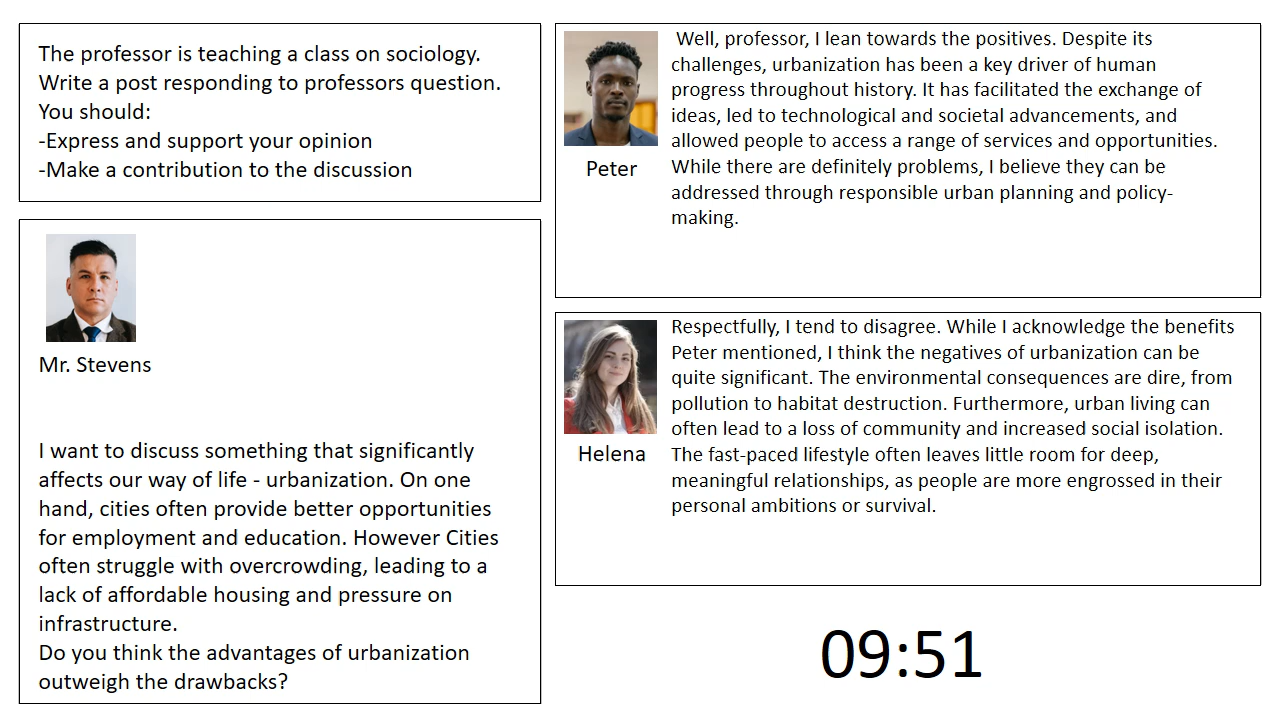 The professor is teaching a class on sociology.
Write a post responding to professors question.
You should:
-Express and support your opinion
-Make a contribution to the discussion
Mr. Stevens
I want to discuss something that significantly
affects our way of life - urbanization. On one
hand, cities often provide better opportunities
for employment and education. However Cities
often struggle with overcrowding, leading to a
lack of affordable housing and pressure on
infrastructure.
Do you think the advantages of urbanization
outweigh the drawbacks?
Well, professor, I lean towards the positives. Despite its
challenges, urbanization has been a key driver of human
progress throughout history. It has facilitated the exchange of
ideas, led to technological and societal advancements, and
allowed people to access a range of services and opportunities.
While there are definitely problems, I believe they can be
addressed through responsible urban planning and policy-
making.
Peter
Respectfully, I tend to disagree. While I acknowledge the benefits
Peter mentioned, I think the negatives of urbanization can be
quite significant. The environmental consequences are dire, from
pollution to habitat destruction. Furthermore, urban living can
often lead to a loss of community and increased social isolation.
The fast-paced lifestyle often leaves little room for deep,
meaningful relationships, as people are more engrossed in their
personal ambitions or survival.
Helena
09:51